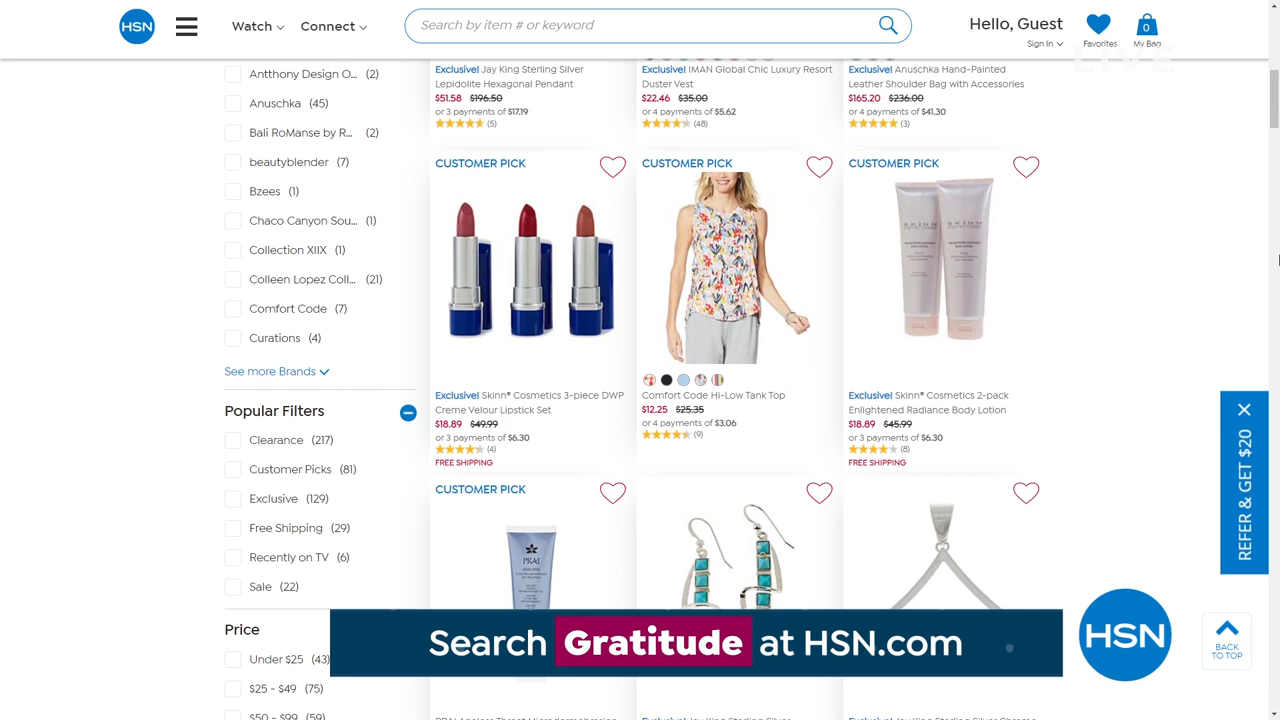 HSN
Watch
Connect
Search by item # or keyword
Hello, Guest
Sign In
Favorites
0
My Bag
LIVE
Antthony Design O... (2)
Anuschka (45)
Bali RoManse by R... (2)
beautyblender (7)
Bzees (1)
Chaco Canyon Sou... (1)
Collection XIIX (1)
Colleen Lopez Coll... (21)
Comfort Code (7)
Curations (4)
See more Brands
Popular Filters
Clearance (217)
Customer Picks (81)
Exclusive (129)
Free Shipping (29)
Recently on TV (6)
Sale (22)
Price
Under $25 (43)
$25 - $49 (75)
$50 - $99 (59)
Exclusive! Jay King Sterling Silver
Lepidolite Hexagonal Pendant
$51.58 $196.50
or 3 payments of $17.19
(5)
Exclusive! IMAN Global Chic Luxury Resort
Duster Vest
$22.46 $35.00
or 4 payments of $5.62
(48)
Exclusive! Anuschka Hand-Painted
Leather Shoulder Bag with Accessories
$165.20 $236.00
or 4 payments of $41.30
(3)
CUSTOMER PICK
Exclusive! Skinn® Cosmetics 3-piece DWP
Creme Velour Lipstick Set
$18.89 $49.99
or 3 payments of $6.30
(4)
FREE SHIPPING
CUSTOMER PICK
Comfort Code Hi-Low Tank Top
$12.25 $25.35
or 4 payments of $3.06
(9)
CUSTOMER PICK
SKINN
Exclusive! Skinn® Cosmetics 2-pack
Enlightened Radiance Body Lotion
$18.89 $45.99
or 3 payments of $6.30
(8)
FREE SHIPPING
CUSTOMER PICK
PRAI
REFER & GET $20
Search Gratitude at HSN.com
HSN
BACK
TO TOP